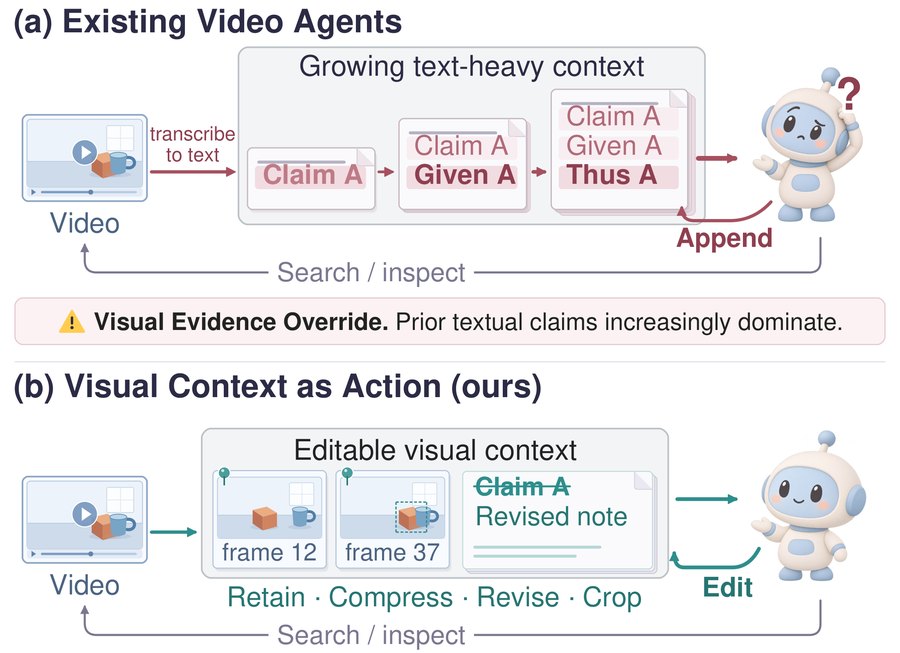 (a) Existing Video Agents
Growing text-heavy context
transcribe
to text
Claim A
Claim A
Given A
Claim A
Given A
Thus A
?
Video
Append
Search / inspect
Visual Evidence Override. Prior textual claims increasingly dominate.
(b) Visual Context as Action (ours)
Editable visual context
frame 12
frame 37
Claim A
Revised note
Video
Edit
Retain · Compress · Revise · Crop
Search / inspect